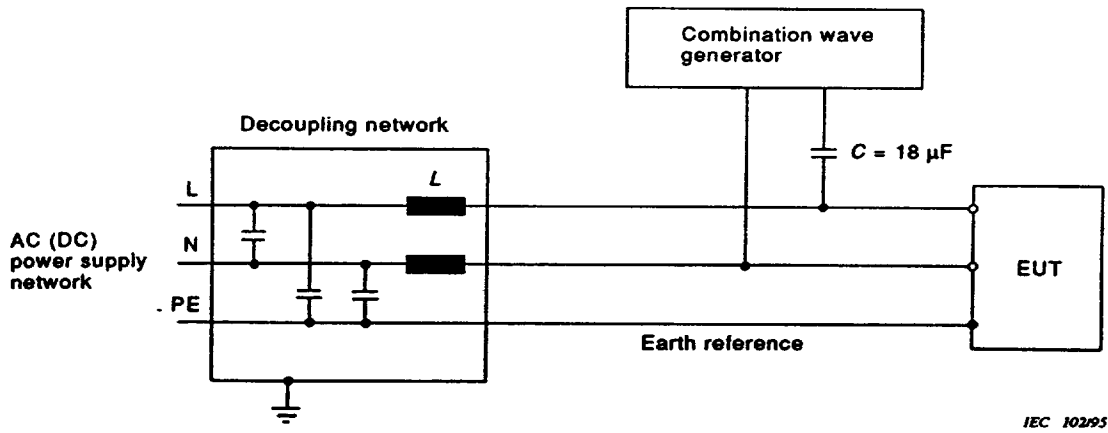 Combination wave
generator
Decoupling network
C = 18 µF
L
L
N
AC (DC)
power supply
network
PE
EUT
Earth reference
IEC 102/95